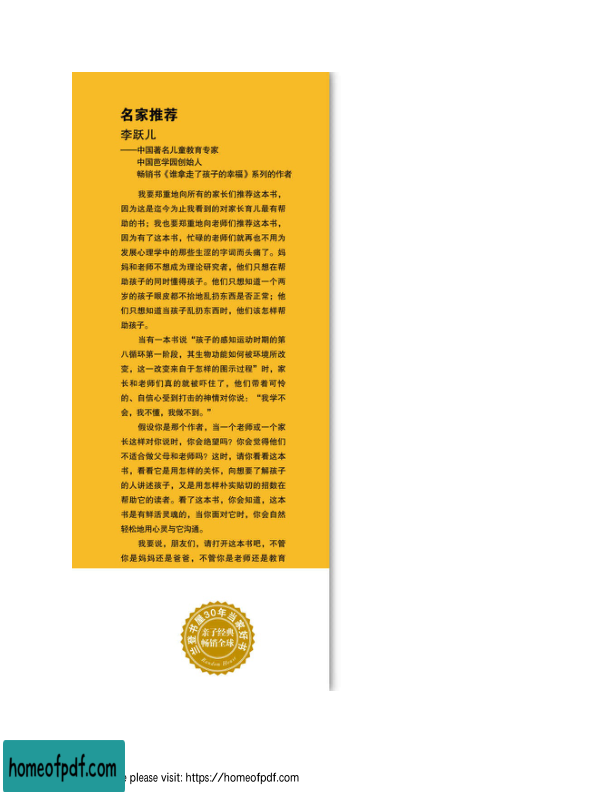 名家推荐
李跃儿
——中国著名儿童教育专家
中国芭学园创始人
畅销书《谁拿走了孩子的幸福》系列的作者
我要郑重地向所有的家长们推荐这本书，
因为这是迄今为止我看到的对家长育儿最有帮
助的书；我也要郑重地向老师们推荐这本书，
因为有了这本书，忙碌的老师们就再也不用为
发展心理学中的那些生涩的字词而头痛了。妈
妈和老师不想成为理论研究者，他们只想在帮
助孩子的同时懂得孩子。他们只想知道一个两
岁的孩子眼皮都不抬地乱扔东西是否正常；他
们只想知道当孩子乱扔东西时，他们该怎样帮
助孩子。
当有一本书说“孩子的感知运动时期的第
八循环第一阶段，其生物功能如何被环境所改
变，这一改变来自于怎样的图示过程”时，家
长和老师们真的就被吓住了，他们带着可怜
的、自信心受到打击的神情对你说：“我学不
会，我不懂，我做不到。”
假设你是那个作者，当一个老师或一个家
长这样对你说时，你会绝望吗？你会觉得他们
不适合做父母和老师吗？这时，请你看看这本
书，看看它是用怎样的关怀，向想要了解孩子
的人讲述孩子，又是用怎样朴实贴切的招数在
帮助它的读者。看了这本书，你会知道，这本
书是有鲜活灵魂的，当你面对它时，你会自然
轻松地用心灵与它沟通。
我要说，朋友们，请打开这本书吧，不管
你是妈妈还是爸爸，不管你是老师还是教育
兰登书屋30年当家好书
亲子经典
畅销全球
Random House
homeofpdf.com
e please visit: https://homeofpdf.com